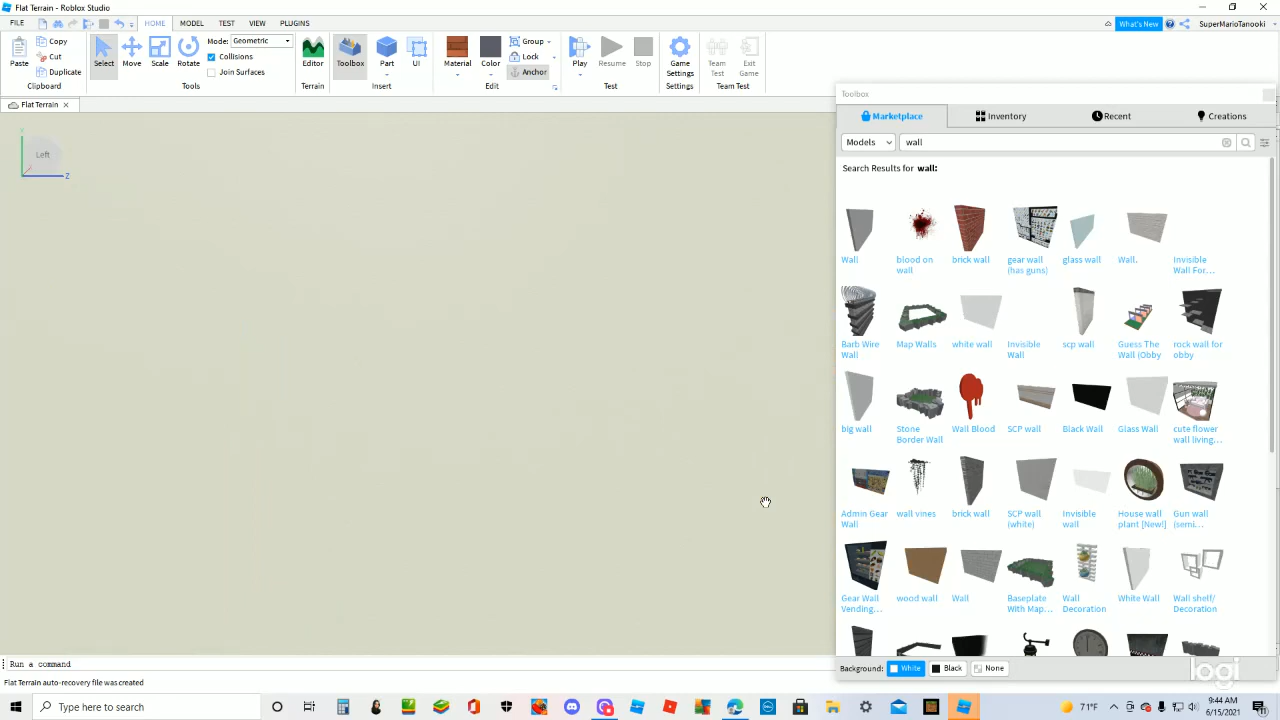 Flat Terrain - Roblox Studio
FILE HOME MODEL TEST VIEW PLUGINS What's New SuperMarioTanooki
Paste Copy Cut Duplicate Clipboard
Select Move Scale Rotate Mode: Geometric Collisions Join Surfaces Tools
Editor Terrain
Toolbox Part UI Insert
Material Color Group Lock Anchor Edit
Play Resume Stop Test
Game Settings Settings
Team Test Exit Game Team Test
Flat Terrain
Left
Y
Z
Toolbox
Marketplace Inventory Recent Creations
Models wall
Search Results for wall:
Wall
blood on wall
brick wall
gear wall (has guns)
glass wall
Wall.
Invisible Wall For...
Barb Wire Wall
Map Walls
white wall
Invisible Wall
scp wall
Guess The Wall (Obby
rock wall for obby
big wall
Stone Border Wall
Wall Blood
SCP wall
Black Wall
Glass Wall
cute flower wall living...
Admin Gear Wall
wall vines
brick wall
SCP wall (white)
Invisible wall
House wall plant [New!]
Gun wall (semi...
Gear Wall Vending...
wood wall
Wall
Baseplate With Map...
Wall Decoration
White Wall
Wall shelf/ Decoration
Background: White Black None
Run a command
Flat Terrain auto-recovery file was created
logi
Type here to search
71°F
9:44 AM
6/15/2021